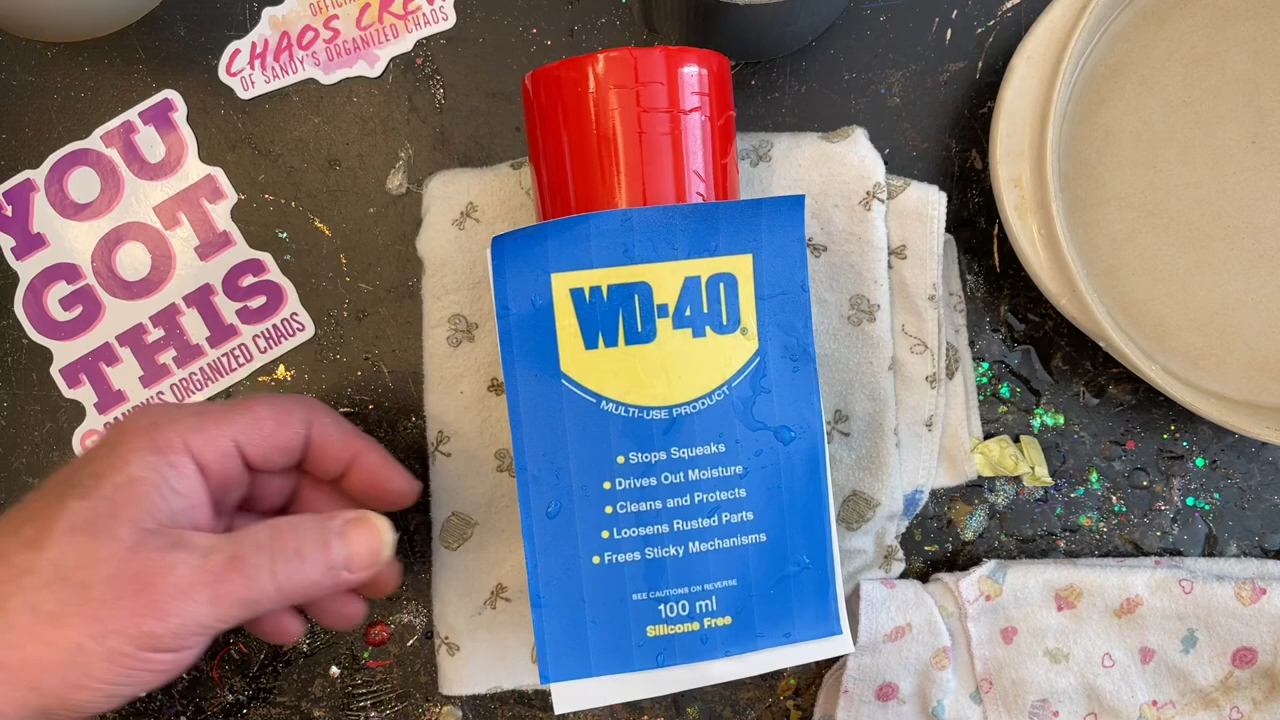 OFFICIAL
CHAOS CREW
OF SANDY'S ORGANIZED CHAOS
YOU
GOT
THIS
SANDY'S ORGANIZED CHAOS
WD-40®
MULTI-USE PRODUCT
Stops Squeaks
Drives Out Moisture
Cleans and Protects
Loosens Rusted Parts
Frees Sticky Mechanisms
SEE CAUTIONS ON REVERSE
100 ml
Silicone Free